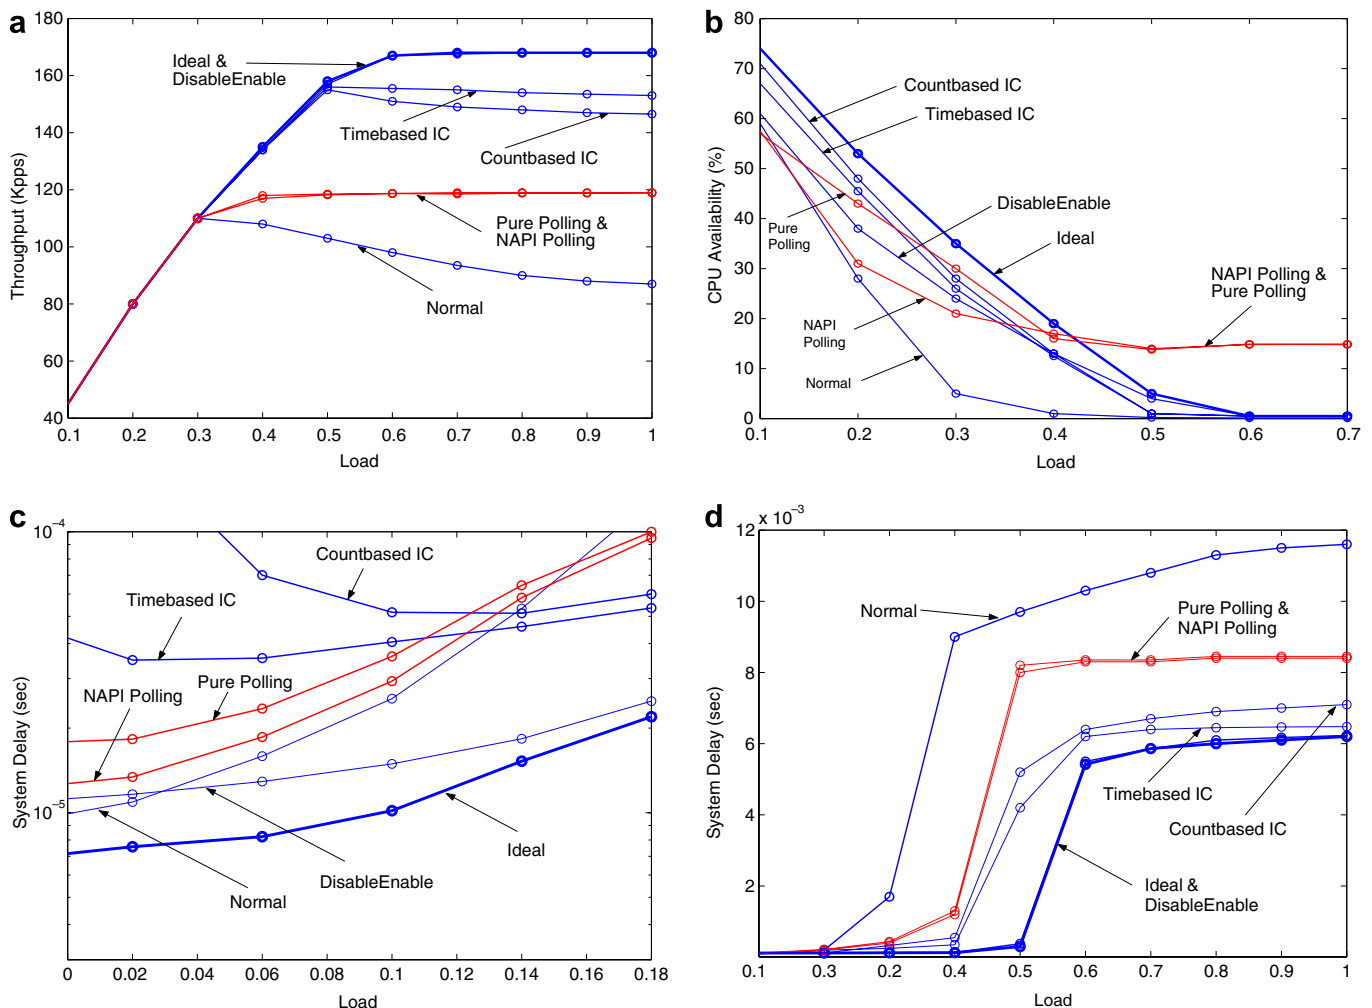 a
180
160
140
120
100
80
60
40
Throughput (Kpps)
Ideal &
DisableEnable
Timebased IC
Countbased IC
Pure Polling &
NAPI Polling
Normal
0.1 0.2 0.3 0.4 0.5 0.6 0.7 0.8 0.9 1
Load
b
80
70
60
50
40
30
20
10
0
CPU Availability (%)
Countbased IC
Timebased IC
DisableEnable
Ideal
Pure
Polling
NAPI
Polling
Normal
NAPI Polling &
Pure Polling
0.1 0.2 0.3 0.4 0.5 0.6 0.7
Load
c
10-4
10-5
System Delay (sec)
Countbased IC
Timebased IC
NAPI Polling
Pure Polling
Ideal
DisableEnable
Normal
0 0.02 0.04 0.06 0.08 0.1 0.12 0.14 0.16 0.18
Load
d
x 10-3
12
10
8
6
4
2
System Delay (sec)
Normal
Pure Polling &
NAPI Polling
Timebased IC
Countbased IC
Ideal &
DisableEnable
0.1 0.3 0.2 0.4 0.5 0.6 0.7 0.8 0.9 1
Load